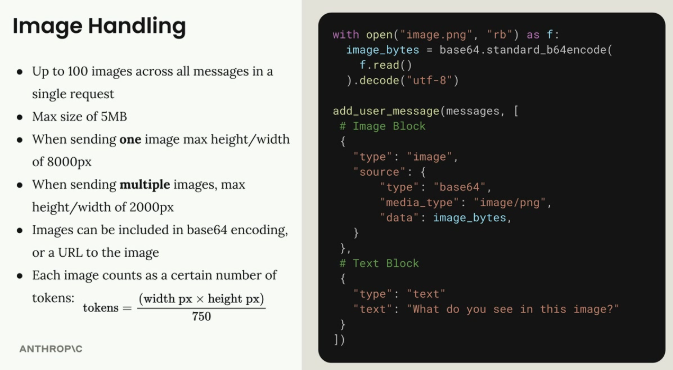 Image Handling
● Up to 100 images across all messages in a
single request
● Max size of 5MB
● When sending one image max height/width
of 8000px
● When sending multiple images, max
height/width of 2000px
● Images can be included in base64 encoding,
or a URL to the image
● Each image counts as a certain number of
tokens: tokens = (width px × height px) / 750
ANTHROP\C
with open("image.png", "rb") as f:
  image_bytes = base64.standard_b64encode(
    f.read()
  ).decode("utf-8")

add_user_message(messages, [
 # Image Block
 {
   "type": "image",
   "source": {
       "type": "base64",
       "media_type": "image/png",
       "data": image_bytes,
   }
 },
 # Text Block
 {
   "type": "text"
   "text": "What do you see in this image?"
 }
])